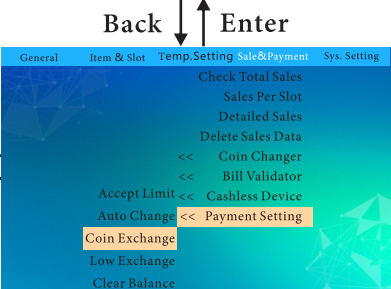 Back Enter
General Item & Slot Temp.Setting Sale&Payment Sys. Setting
Check Total Sales
Sales Per Slot
Detailed Sales
Delete Sales Data
<< Coin Changer
<< Bill Validator
Accept Limit << Cashless Device
Auto Change << Payment Setting
Coin Exchange
Low Exchange
Clear Balance